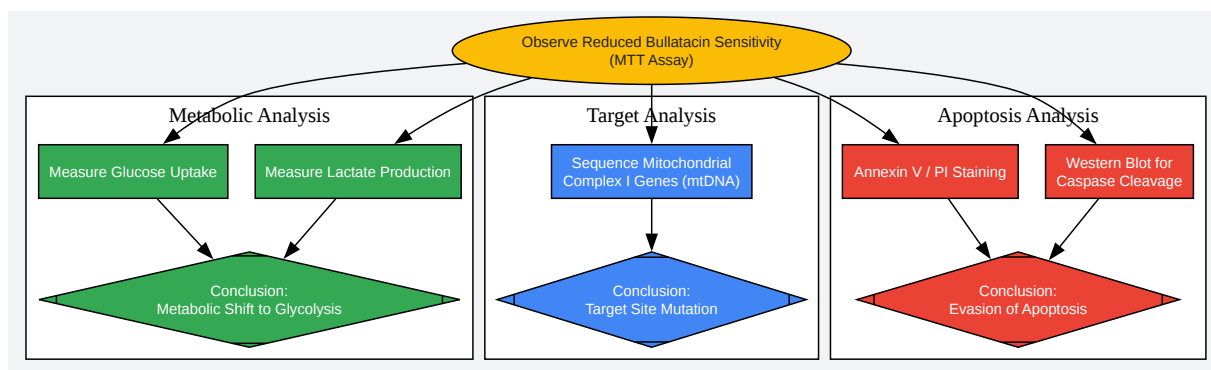 Observe Reduced Bullatacin Sensitivity
(MTT Assay)
Metabolic Analysis
Target Analysis
Apoptosis Analysis
Measure Glucose Uptake
Measure Lactate Production
Sequence Mitochondrial
Complex I Genes (mtDNA)
Annexin V / PI Staining
Western Blot for
Caspase Cleavage
Conclusion:
Metabolic Shift to Glycolysis
Conclusion:
Target Site Mutation
Conclusion:
Evasion of Apoptosis